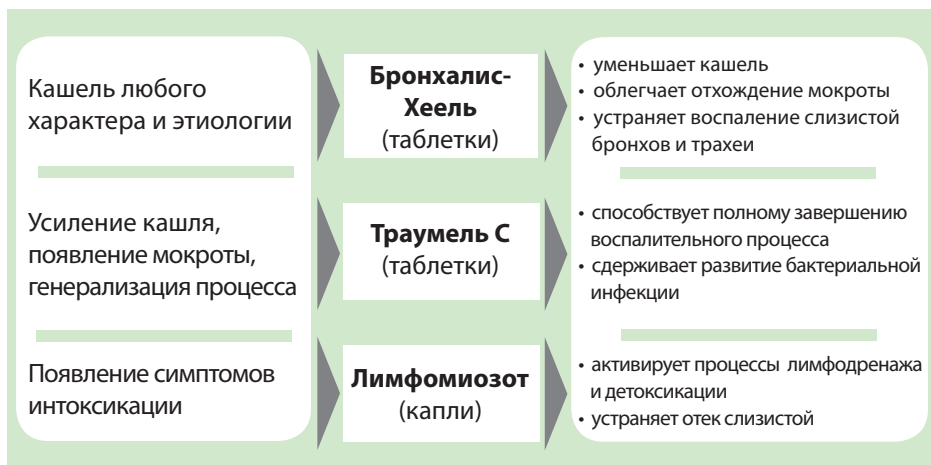 Кашель любого
характера и этиологии
Бронхалис-
Хеель
(таблетки)
• уменьшает кашель
• облегчает отхождение мокроты
• устраняет воспаление слизистой
бронхов и трахеи
Усиление кашля,
появление мокроты,
генерализация процесса
Траумель С
(таблетки)
• способствует полному завершению
воспалительного процесса
• сдерживает развитие бактериальной
инфекции
Появление симптомов
интоксикации
Лимфомиозот
(капли)
• активирует процессы лимфодренажа
и детоксикации
• устраняет отек слизистой